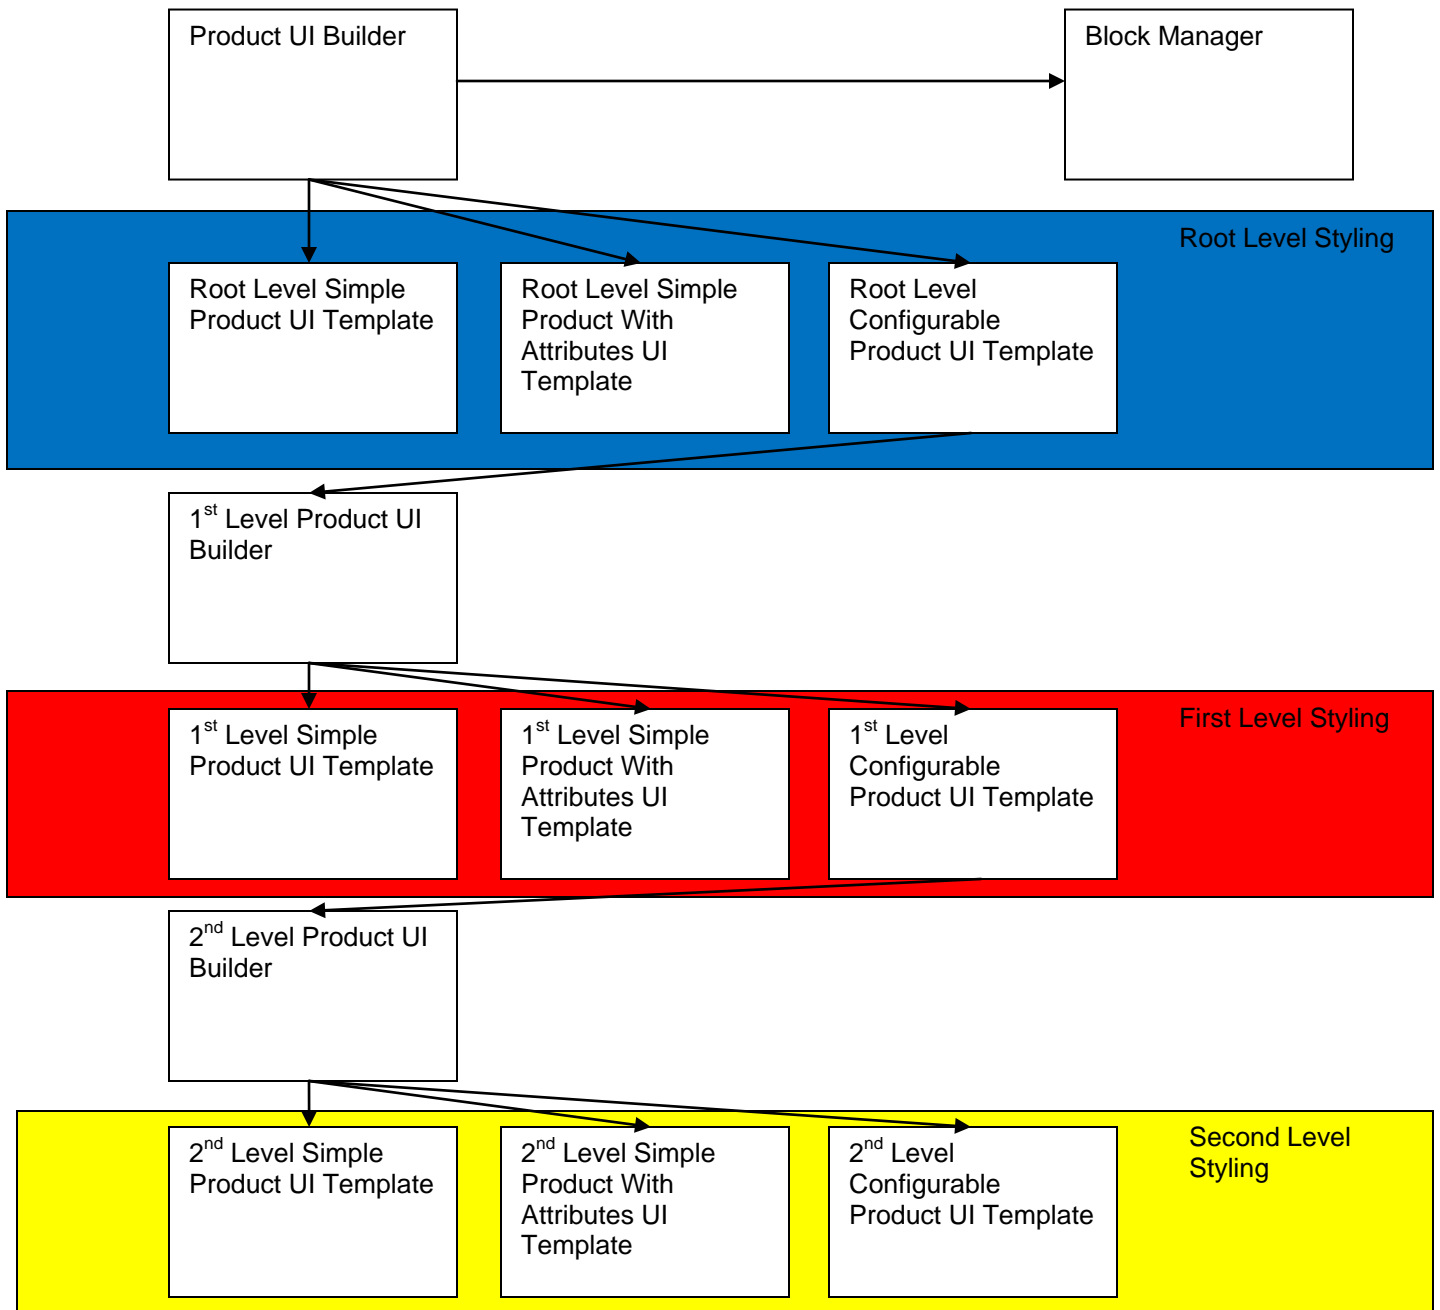 Product UI Builder
Block Manager
Root Level Styling
Root Level Simple
Product UI Template
Root Level Simple
Product With
Attributes UI
Template
Root Level
Configurable
Product UI Template
1st Level Product UI
Builder
First Level Styling
1st Level Simple
Product UI Template
1st Level Simple
Product With
Attributes UI
Template
1st Level
Configurable
Product UI Template
2nd Level Product UI
Builder
Second Level
Styling
2nd Level Simple
Product UI Template
2nd Level Simple
Product With
Attributes UI
Template
2nd Level
Configurable
Product UI Template